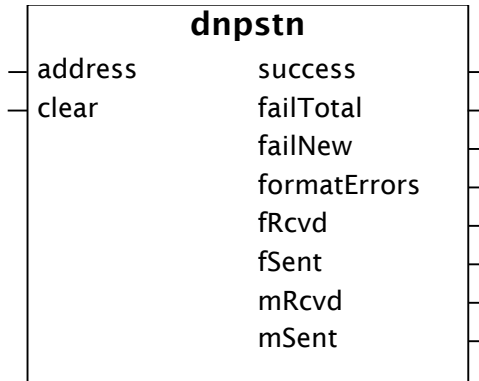 dnpstn
address success
clear failTotal
failNew
formatErrors
fRcvd
fSent
mRcvd
mSent